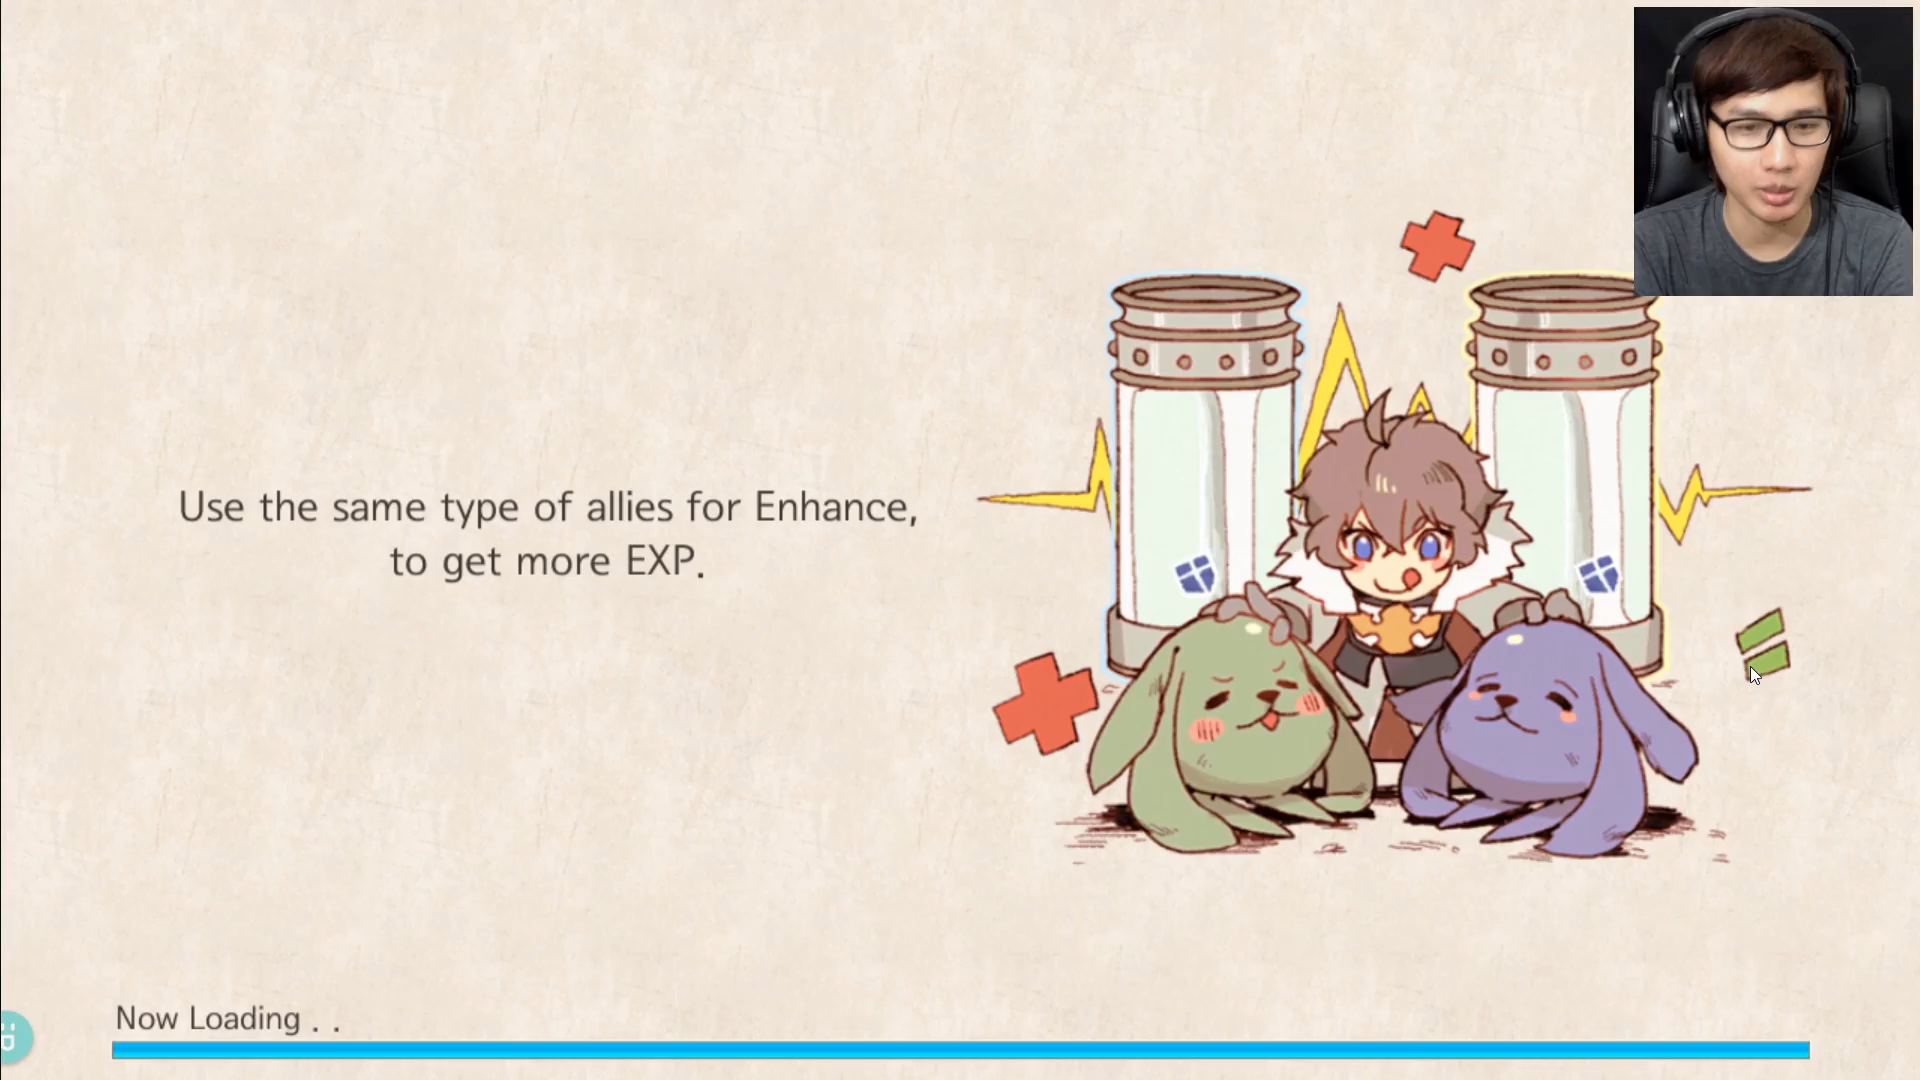 Use the same type of allies for Enhance,
to get more EXP.
Now Loading . .